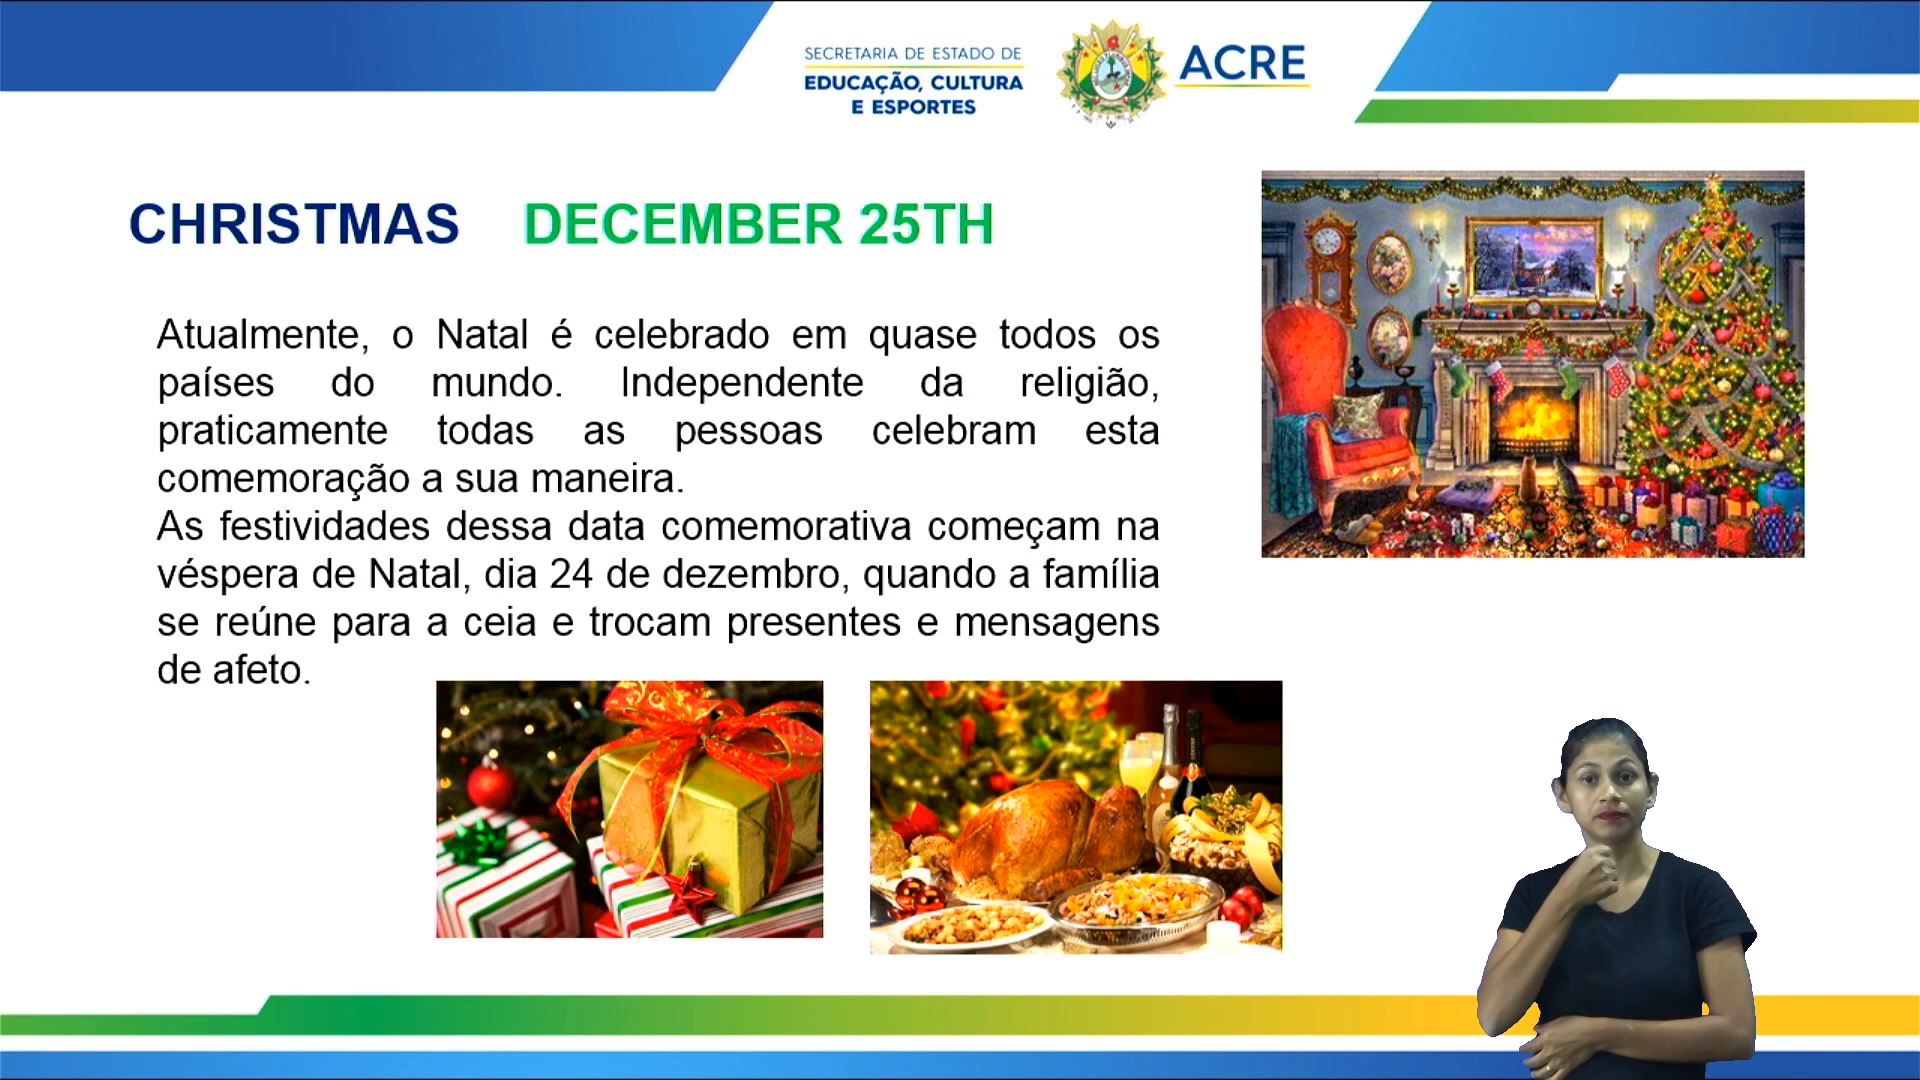 SECRETARIA DE ESTADO DE
EDUCAÇÃO, CULTURA
E ESPORTES
ACRE
CHRISTMAS DECEMBER 25TH
Atualmente, o Natal é celebrado em quase todos os
países do mundo. Independente da religião,
praticamente todas as pessoas celebram esta
comemoração a sua maneira.
As festividades dessa data comemorativa começam na
véspera de Natal, dia 24 de dezembro, quando a família
se reúne para a ceia e trocam presentes e mensagens
de afeto.